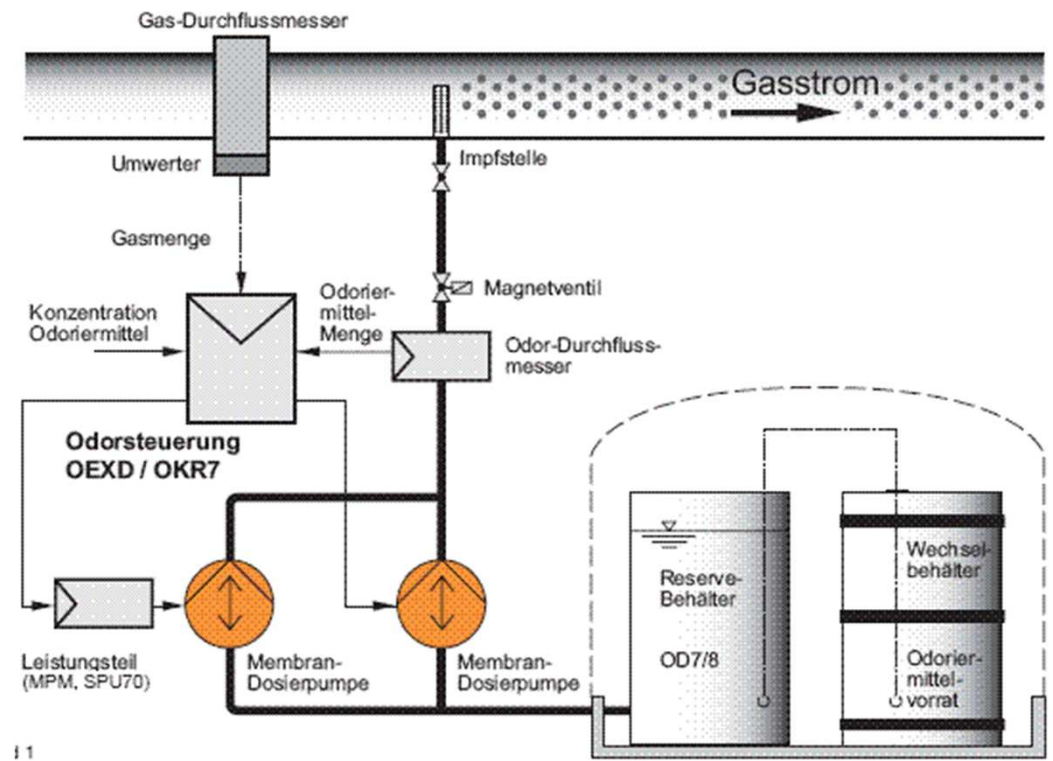 Gas-Durchflussmesser
Gasstrom
Umwerter
Impfstelle
Gasmenge
Magnetventil
Konzentration
Odoriermittel
Odorier-
mittel-
Menge
Odor-Durchfluss-
messer
Odorsteuerung
OEXD / OKR7
Leistungsteil
(MPM, SPU70)
Membran-
Dosierpumpe
Membran-
Dosierpumpe
Reserve-
Behälter
OD7/8
Wechsel-
behälter
Odorier-
mittel-
vorrat
1